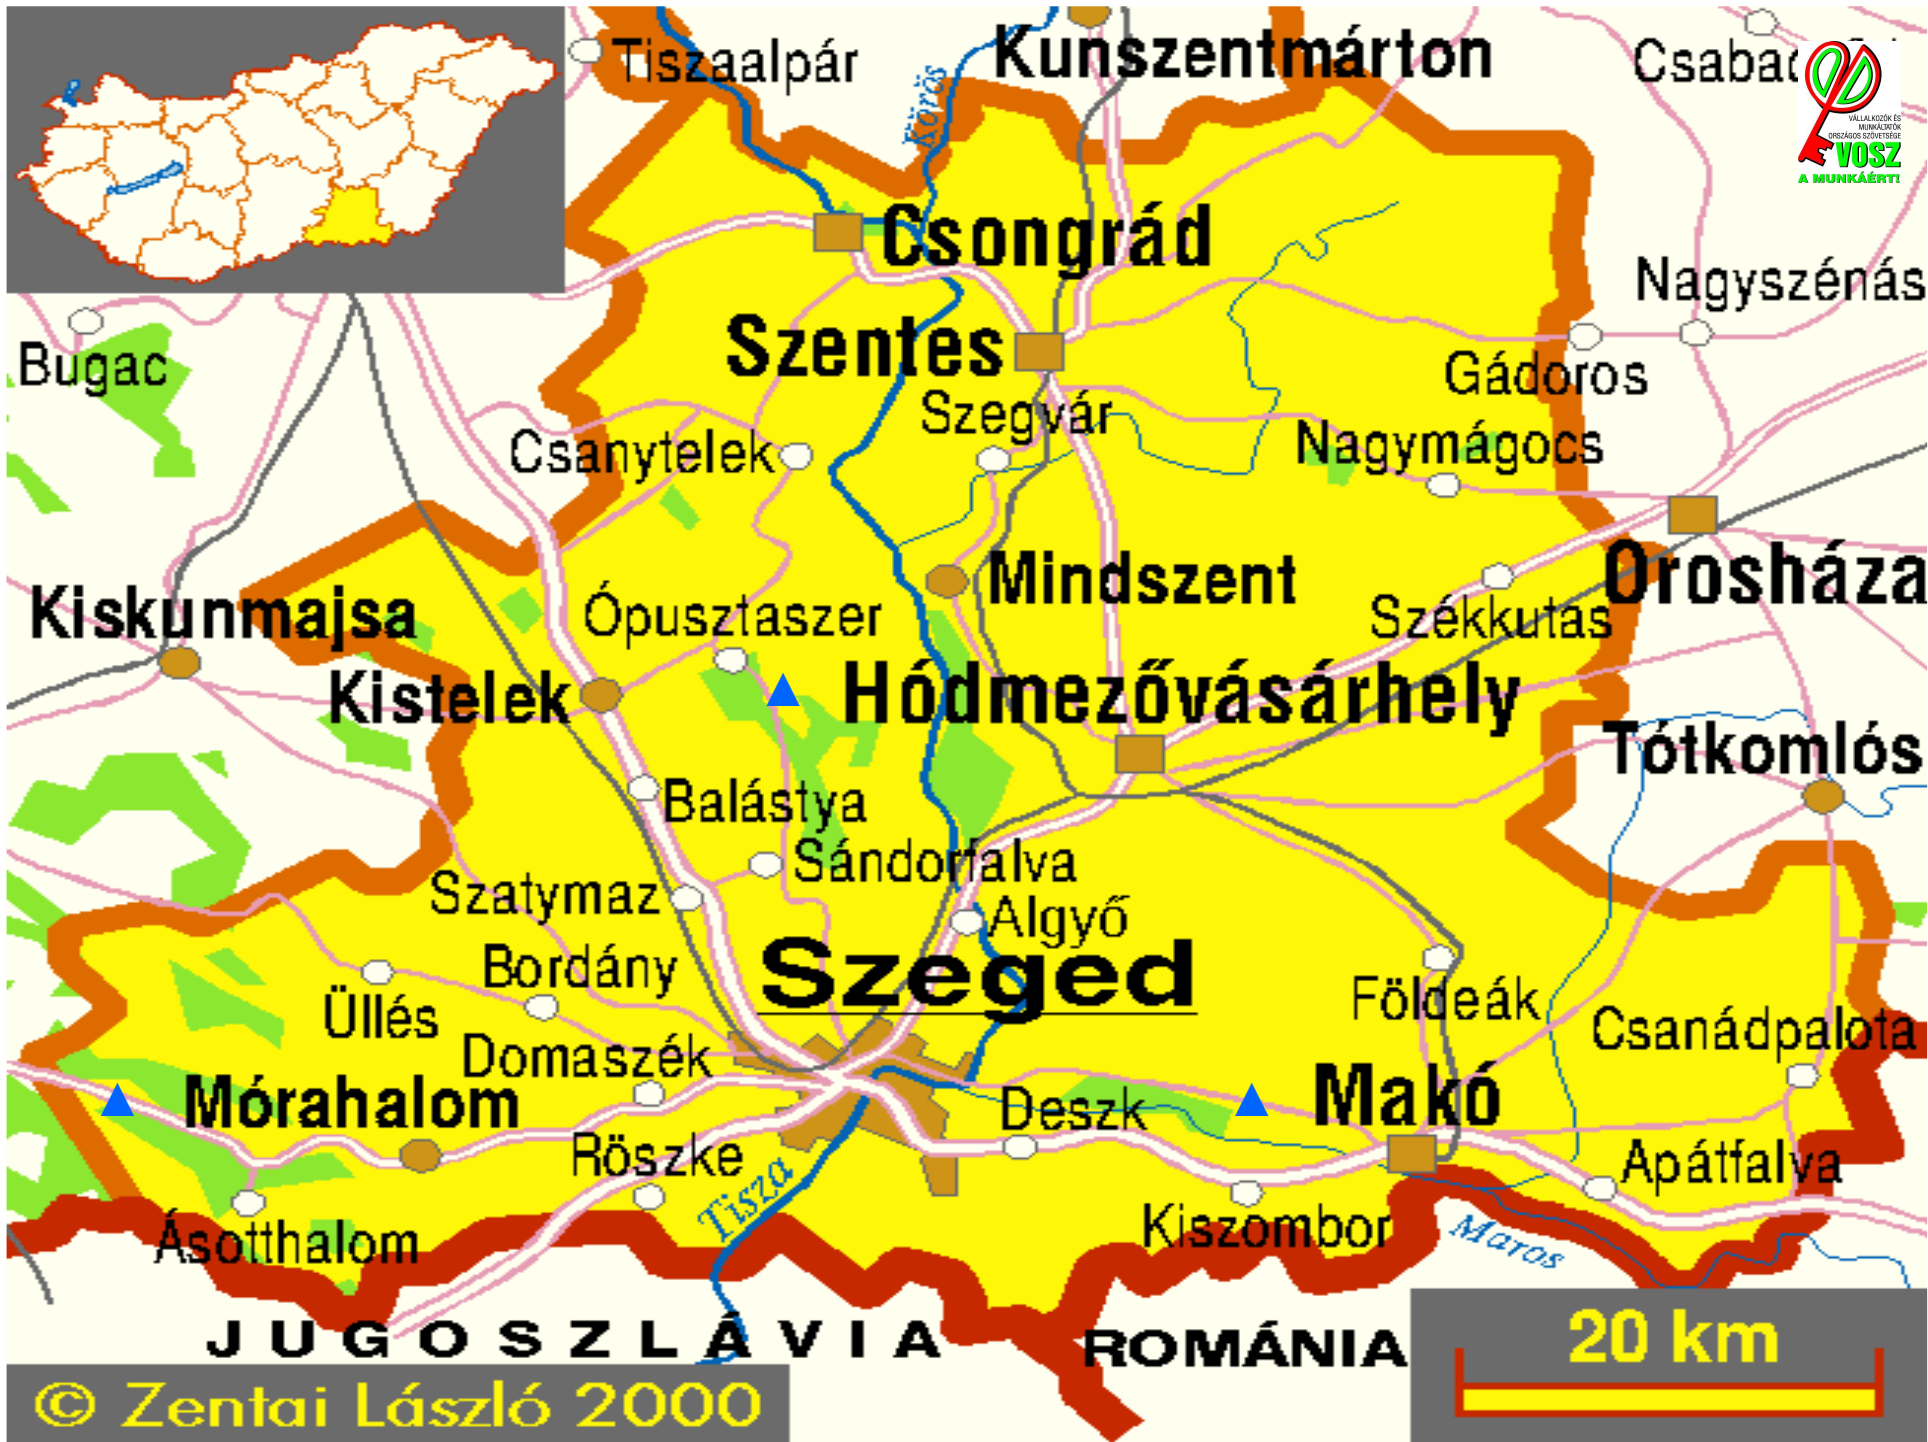 Tiszaalpár
Körös
Kunszentmárton
VÁLLALKOZÓK ÉS
MUNKÁLTATÓK
ORSZÁGOS SZÖVETSÉGE
VOSZ
A MUNKÁÉRT!
Csongrád
Nagyszénás
Szentes
Bugac
Gádoros
Szegvár
Csanytelek
Nagymágocs
Mindszent
Orosháza
Kiskunmajsa
Ópusztaszer
Székkutas
Kistelek
Hódmezővásárhely
Tótkomlós
Balástya
Sándorfalva
Szatymaz
Algyő
Bordány
Szeged
Üllés
Földeák
Csanádpalota
Domaszék
Mórahalom
Deszk
Makó
Röszke
Apátfalva
Tisza
Ásotthalom
Kiszombor
Maros
JUGOSZLÁVIA
ROMÁNIA
20 km
© Zentai László 2000